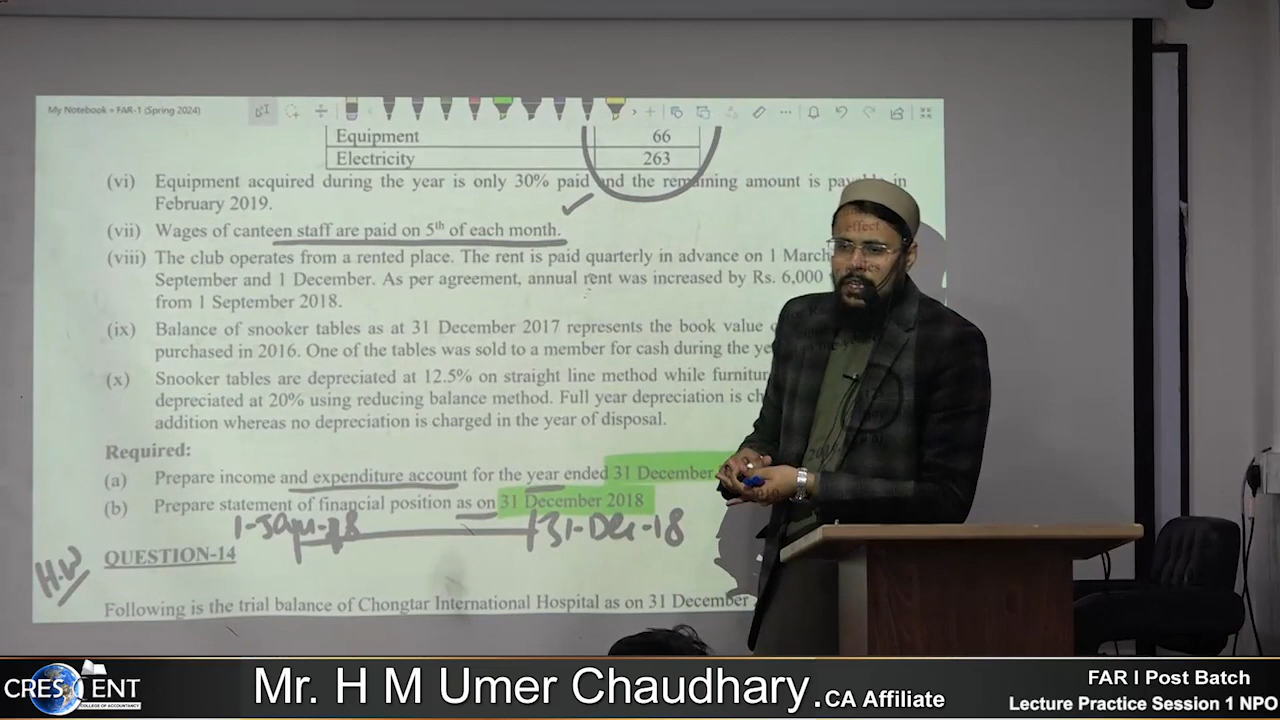 My Notebook » FAR-1 (Spring 2024)
Equipment 66
Electricity 263
(vi) Equipment acquired during the year is only 30% paid and the remaining amount is payable in
February 2019.
(vii) Wages of canteen staff are paid on 5th of each month.
(viii) The club operates from a rented place. The rent is paid quarterly in advance on 1 March
September and 1 December. As per agreement, annual rent was increased by Rs. 6,000
from 1 September 2018.
(ix) Balance of snooker tables as at 31 December 2017 represents the book value
purchased in 2016. One of the tables was sold to a member for cash during the
(x) Snooker tables are depreciated at 12.5% on straight line method while
depreciated at 20% using reducing balance method. Full year depreciation is
addition whereas no depreciation is charged in the year of disposal.
Required:
(a) Prepare income and expenditure account for the year ended 31 December
(b) Prepare statement of financial position as on 31 December 2018
1-Jan-18 31-Dec-18
H.W
QUESTION-14
Following is the trial balance of Chongtar International Hospital as on 31 December
CRESCENT
COLLEGE OF ACCOUNTANCY
Mr. H M Umer Chaudhary .CA Affiliate
FAR I Post Batch
Lecture Practice Session 1 NPO